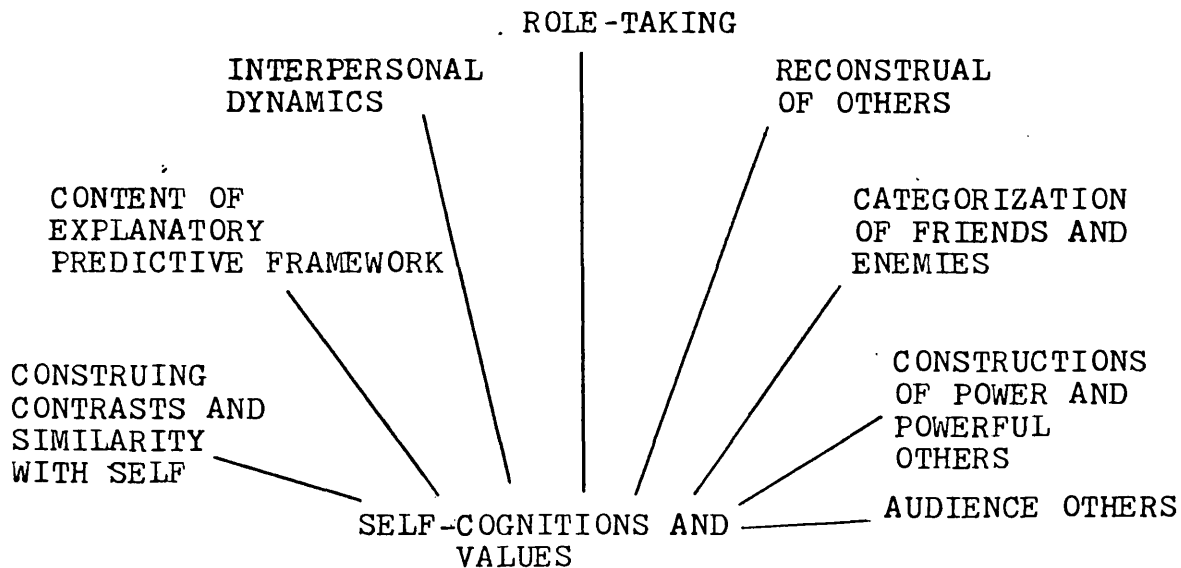 ROLE-TAKING
INTERPERSONAL
DYNAMICS
RECONSTRUAL
OF OTHERS
CONTENT OF
EXPLANATORY
PREDICTIVE FRAMEWORK
CATEGORIZATION
OF FRIENDS AND
ENEMIES
CONSTRUING
CONTRASTS AND
SIMILARITY
WITH SELF
CONSTRUCTIONS
OF POWER AND
POWERFUL
OTHERS
AUDIENCE OTHERS
SELF-COGNITIONS AND
VALUES